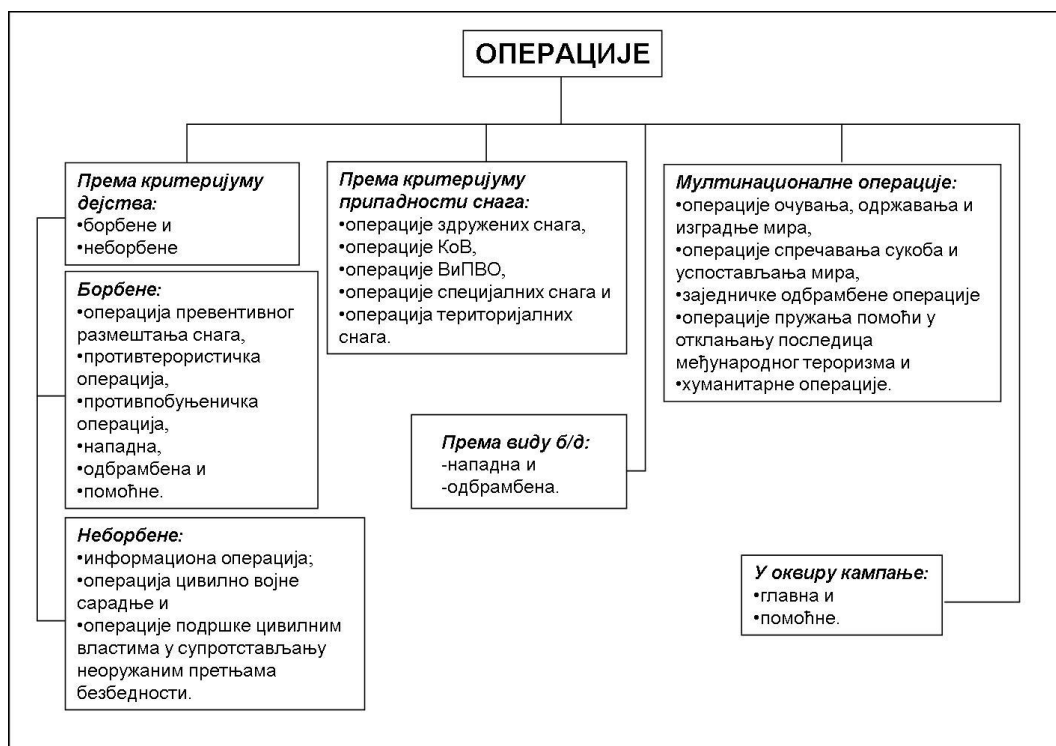 ОПЕРАЦИЈЕ
Према критеријуму
дејства:
•борбене и
•неборбене
Борбене:
•операција превентивног
размештања снага,
•противтерористичка
операција,
•противпобуњеничка
операција,
•нападна,
•одбрамбена и
•помоћне.
Неборбене:
•информациона операција;
•операција цивилно војне
сарадње и
•операције подршке цивилним
властима у супротстављању
неоружаним претњама
безбедности.
Према критеријуму
припадности снага:
•операције здружених снага,
•операције КоВ,
•операције ВиПВО,
•операције специјалних снага и
•операција територијалних
снага.
Према виду б/д:
-нападна и
-одбрамбена.
Мултинационалне операције:
•операције очувања, одржавања и
изградње мира,
•операције спречавања сукоба и
успостављања мира,
•заједничке одбрамбене операције
•операције пружања помоћи у
отклањању последица
међународног тероризма и
•хуманитарне операције.
У оквиру кампање:
•главна и
•помоћне.